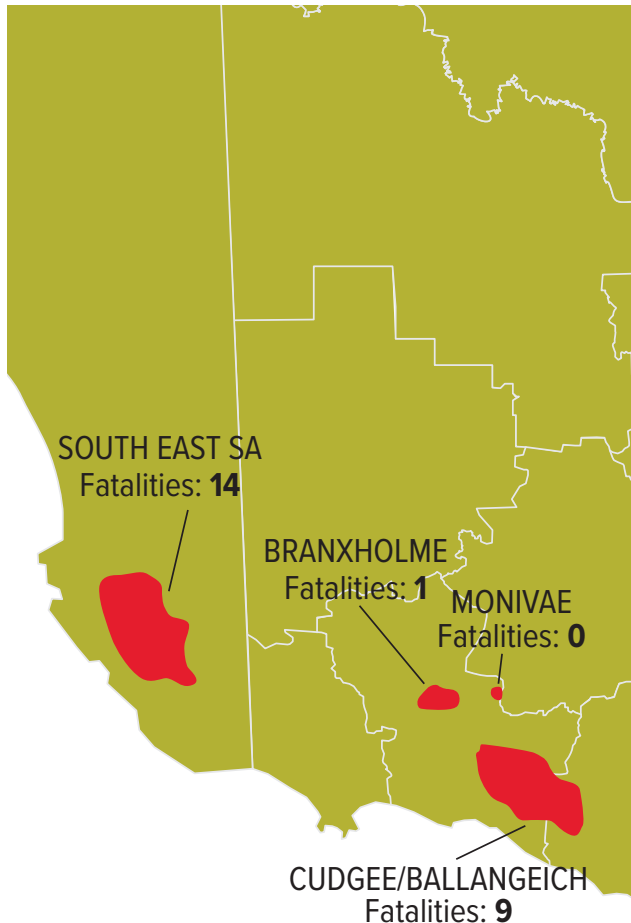 SOUTH EAST SA
Fatalities: 14
BRANXHOLME
Fatalities: 1
MONIVAE
Fatalities: 0
CUDGEE/BALLANGEICH
Fatalities: 9